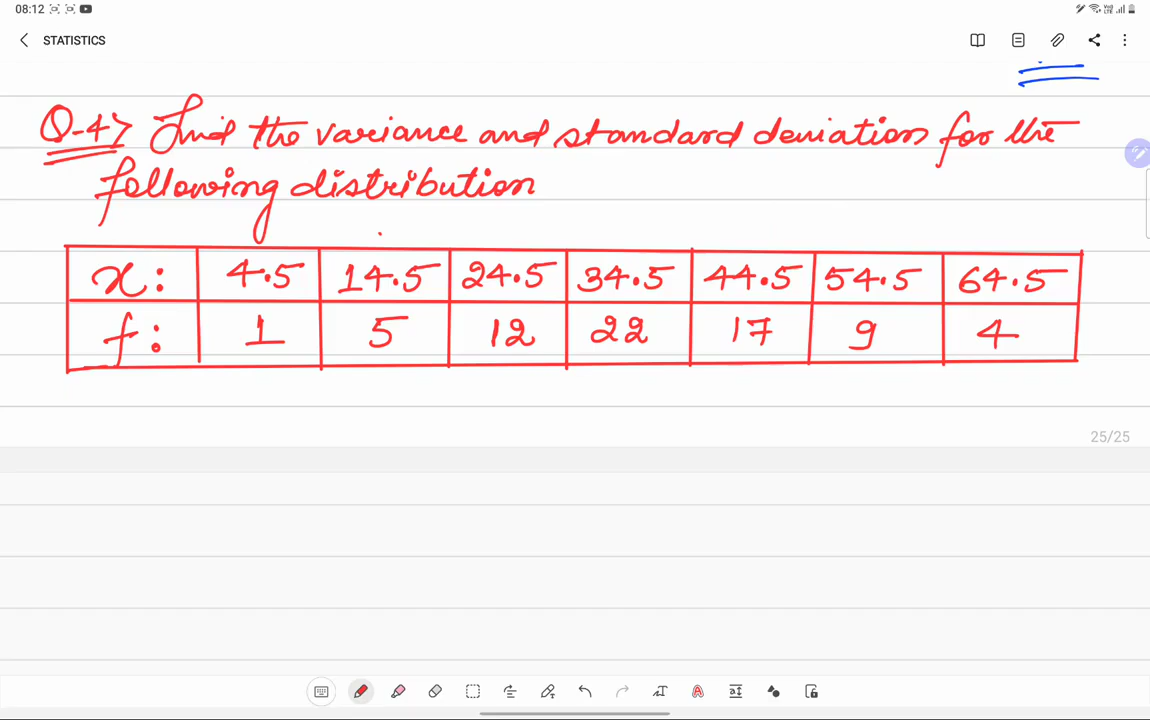 08:12
STATISTICS
Q-4> Find the variance and standard deviation for the
following distribution
x: 4.5 14.5 24.5 34.5 44.5 54.5 64.5
f: 1 5 12 22 17 9 4
25/25